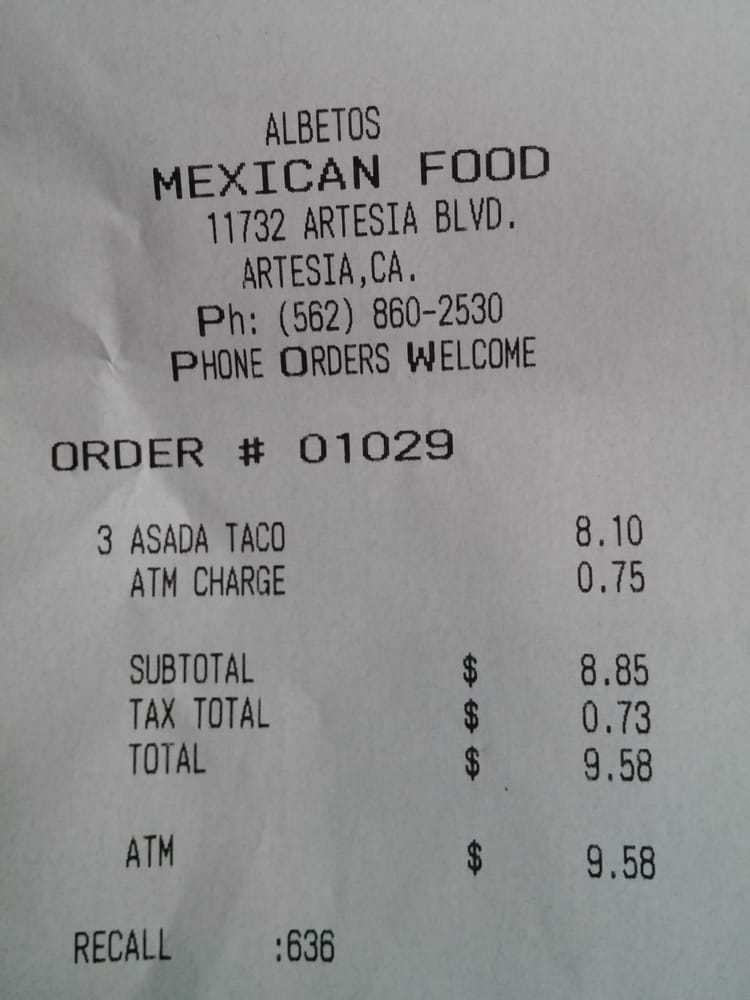 ALBETOS
MEXICAN FOOD
11732 ARTESIA BLVD.
ARTESIA,CA.
Ph: (562) 860-2530
PHONE ORDERS WELCOME
ORDER # 01029
3 ASADA TACO 8.10
ATM CHARGE 0.75
SUBTOTAL $ 8.85
TAX TOTAL $ 0.73
TOTAL $ 9.58
ATM $ 9.58
RECALL :636